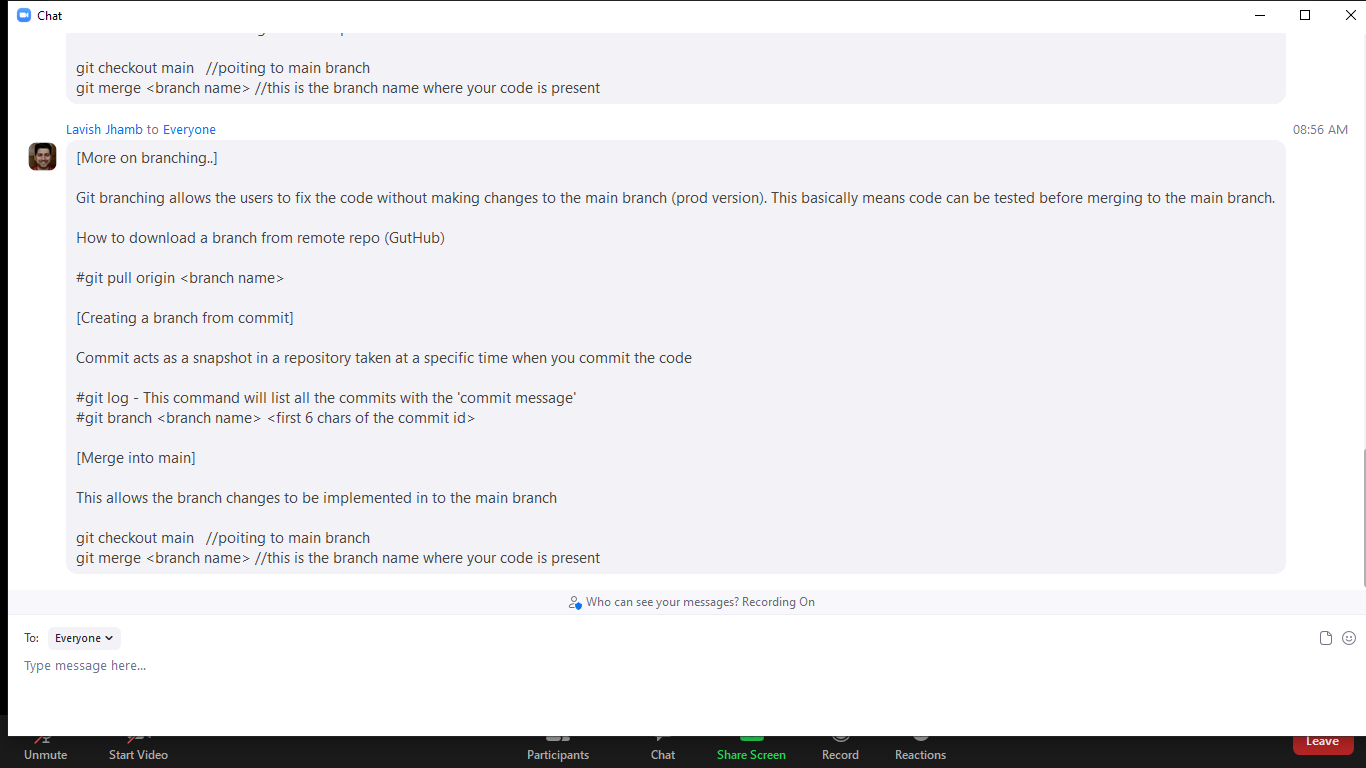 Chat
git checkout main   //poiting to main branch
git merge <branch name> //this is the branch name where your code is present
Lavish Jhamb to Everyone
08:56 AM
[More on branching..]
Git branching allows the users to fix the code without making changes to the main branch (prod version). This basically means code can be tested before merging to the main branch.
How to download a branch from remote repo (GutHub)
#git pull origin <branch name>
[Creating a branch from commit]
Commit acts as a snapshot in a repository taken at a specific time when you commit the code
#git log - This command will list all the commits with the 'commit message'
#git branch <branch name> <first 6 chars of the commit id>
[Merge into main]
This allows the branch changes to be implemented in to the main branch
git checkout main   //poiting to main branch
git merge <branch name> //this is the branch name where your code is present
Who can see your messages? Recording On
To: Everyone
Type message here...
Unmute Start Video Participants Chat Share Screen Record Reactions Leave